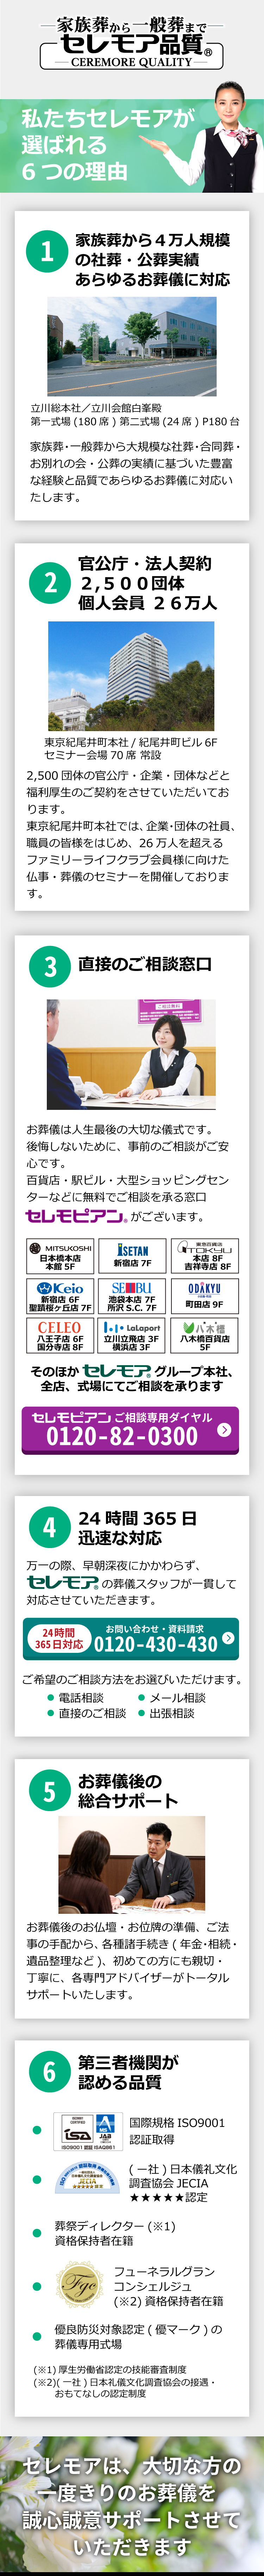 家族葬から一般葬まで
セレモア品質®
CEREMORE QUALITY
私たちセレモアが
選ばれる
6つの理由
1
家族葬から４万人規模
の社葬・公葬実績
あらゆるお葬儀に対応
立川総本社／立川会館白峯殿
第一式場 (180 席 ) 第二式場 (24 席 ) P180 台
家族葬・一般葬から大規模な社葬・合同葬・
お別れの会・公葬の実績に基づいた豊富
な経験と品質であらゆるお葬儀に対応い
たします。
2
官公庁・法人契約
２,５００団体
個人会員 ２６万人
東京紀尾井町本社 / 紀尾井町ビル 6F
セミナー会場 70 席 常設
2,500 団体の官公庁・企業・団体などと
福利厚生のご契約をさせていただいてお
ります。
東京紀尾井町本社では、企業・団体の社員、
職員の皆様をはじめ、26 万人を超える
ファミリーライフクラブ会員様に向けた
仏事・葬儀のセミナーを開催しておりま
す。
3
直接のご相談窓口
お葬儀は人生最後の大切な儀式です。
後悔しないために、事前のご相談がご安
心です。
百貨店・駅ビル・大型ショッピングセン
ターなどに無料でご相談を承る窓口
セレモピアン® がございます。
MITSUKOSHI
日本橋本店
本館 5F
ISETAN
新宿店 7F
東急百貨店
TOKYU
本店 8F
吉祥寺店 8F
Keio
新宿店 6F
聖蹟桜ヶ丘店 7F
SEIBU
池袋本店 7F
所沢 S.C. 7F
ODAKYU
町田店 9F
CELEO
八王子店 6F
国分寺店 8F
LaLaport
立川立飛店 3F
横浜店 3F
八木橋
八木橋百貨店
5F
そのほか セレモア® グループ本社、
全店、式場にてご相談を承ります
セレモピアン ご相談専用ダイヤル
0120-82-0300
4
24 時間 365 日
迅速な対応
万一の際、早朝深夜にかかわらず、
セレモア® の葬儀スタッフが一貫して
対応させていただきます。
24時間
365日対応
お問い合わせ・資料請求
0120-430-430
ご希望のご相談方法をお選びいただけます。
● 電話相談 ● メール相談
● 直接のご相談 ● 出張相談
5
お葬儀後の
総合サポート
お葬儀後のお仏壇・お位牌の準備、ご法
事の手配から、各種諸手続き ( 年金・相続・
遺品整理など )、初めての方にも親切・
丁寧に、各専門アドバイザーがトータル
サポートいたします。
6
第三者機関が
認める品質
国際規格 ISO9001
認証取得
ISO9001 認証 ISAQ861
( 一社 ) 日本儀礼文化
調査協会 JECIA
★★★★★認定
JECIA
葬祭ディレクター (※1)
資格保持者在籍
Fgc
フューネラルグラン
コンシェルジュ
(※2) 資格保持者在籍
優良防災対象認定 ( 優マーク ) の
葬儀専用式場
(※1) 厚生労働省認定の技能審査制度
(※2)( 一社 ) 日本礼儀文化調査協会の接遇・
おもてなしの認定制度
セレモアは、大切な方の
一度きりのお葬儀を
誠心誠意サポートさせて
いただきます